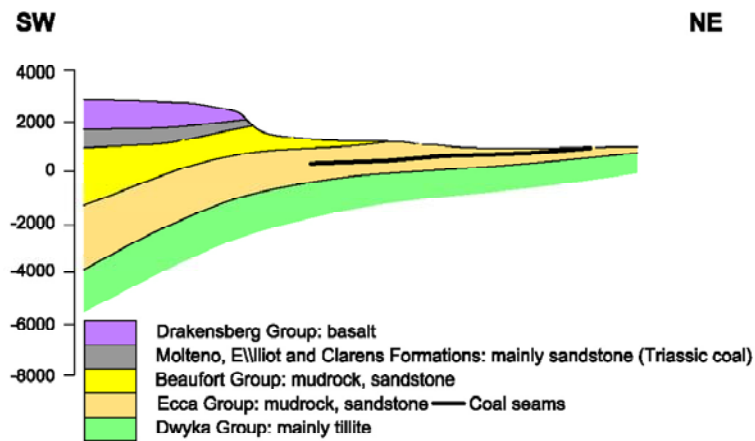 SW NE
4000
2000
0
-2000
-4000
-6000
-8000
Drakensberg Group: basalt
Molteno, E\\lliot and Clarens Formations: mainly sandstone (Triassic coal)
Beaufort Group: mudrock, sandstone
Ecca Group: mudrock, sandstone Coal seams
Dwyka Group: mainly tillite